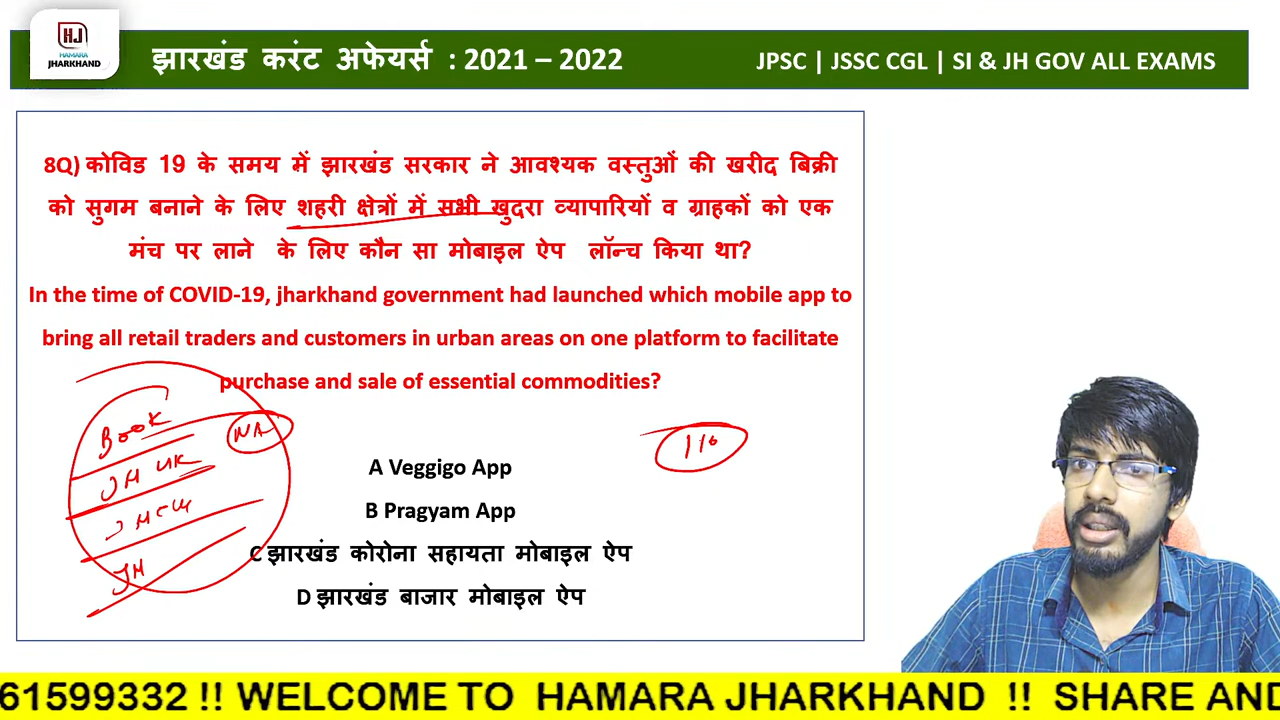 HJ
HAMARA
JHARKHAND
झारखंड करंट अफेयर्स : 2021 – 2022
JPSC | JSSC CGL | SI & JH GOV ALL EXAMS
8Q) कोविड 19 के समय में झारखंड सरकार ने आवश्यक वस्तुओं की खरीद बिक्री
को सुगम बनाने के लिए शहरी क्षेत्रों में सभी खुदरा व्यापारियों व ग्राहकों को एक
मंच पर लाने के लिए कौन सा मोबाइल ऐप लॉन्च किया था?
In the time of COVID-19, jharkhand government had launched which mobile app to
bring all retail traders and customers in urban areas on one platform to facilitate
purchase and sale of essential commodities?
Book
JH
JH
A Veggigo App
B Pragyam App
C झारखंड कोरोना सहायता मोबाइल ऐप
D झारखंड बाजार मोबाइल ऐप
61599332 !! WELCOME TO HAMARA JHARKHAND !! SHARE AND